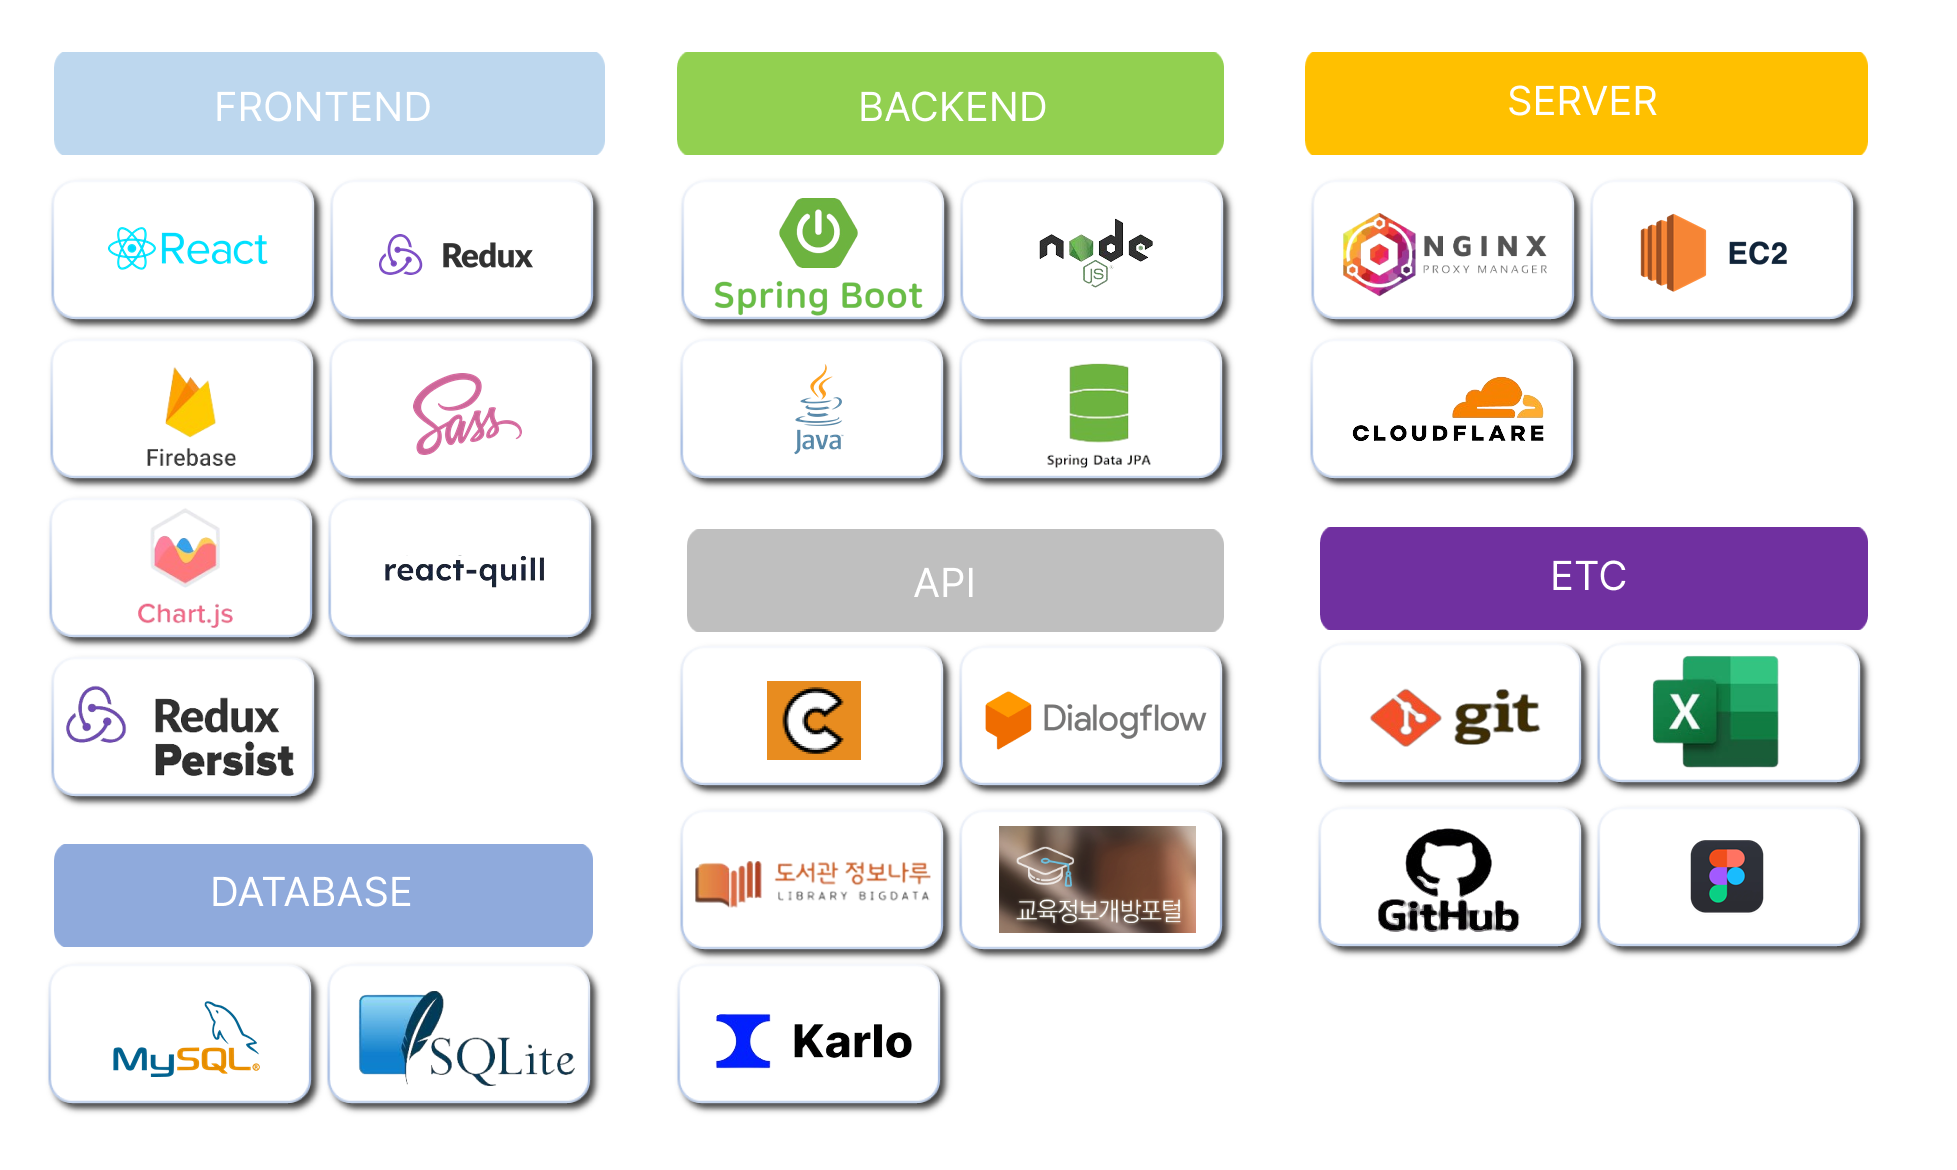 FRONTEND
React
Redux
Firebase
Sass
Chart.js
react-quill
Redux
Persist
DATABASE
MySQL®
SQLite
BACKEND
Spring Boot
node
JS
Java
Spring Data JPA
API
C
Dialogflow
도서관 정보나루
LIBRARY BIGDATA
교육정보개방포털
Karlo
SERVER
NGINX
PROXY MANAGER
EC2
CLOUDFLARE
ETC
git
X
GitHub